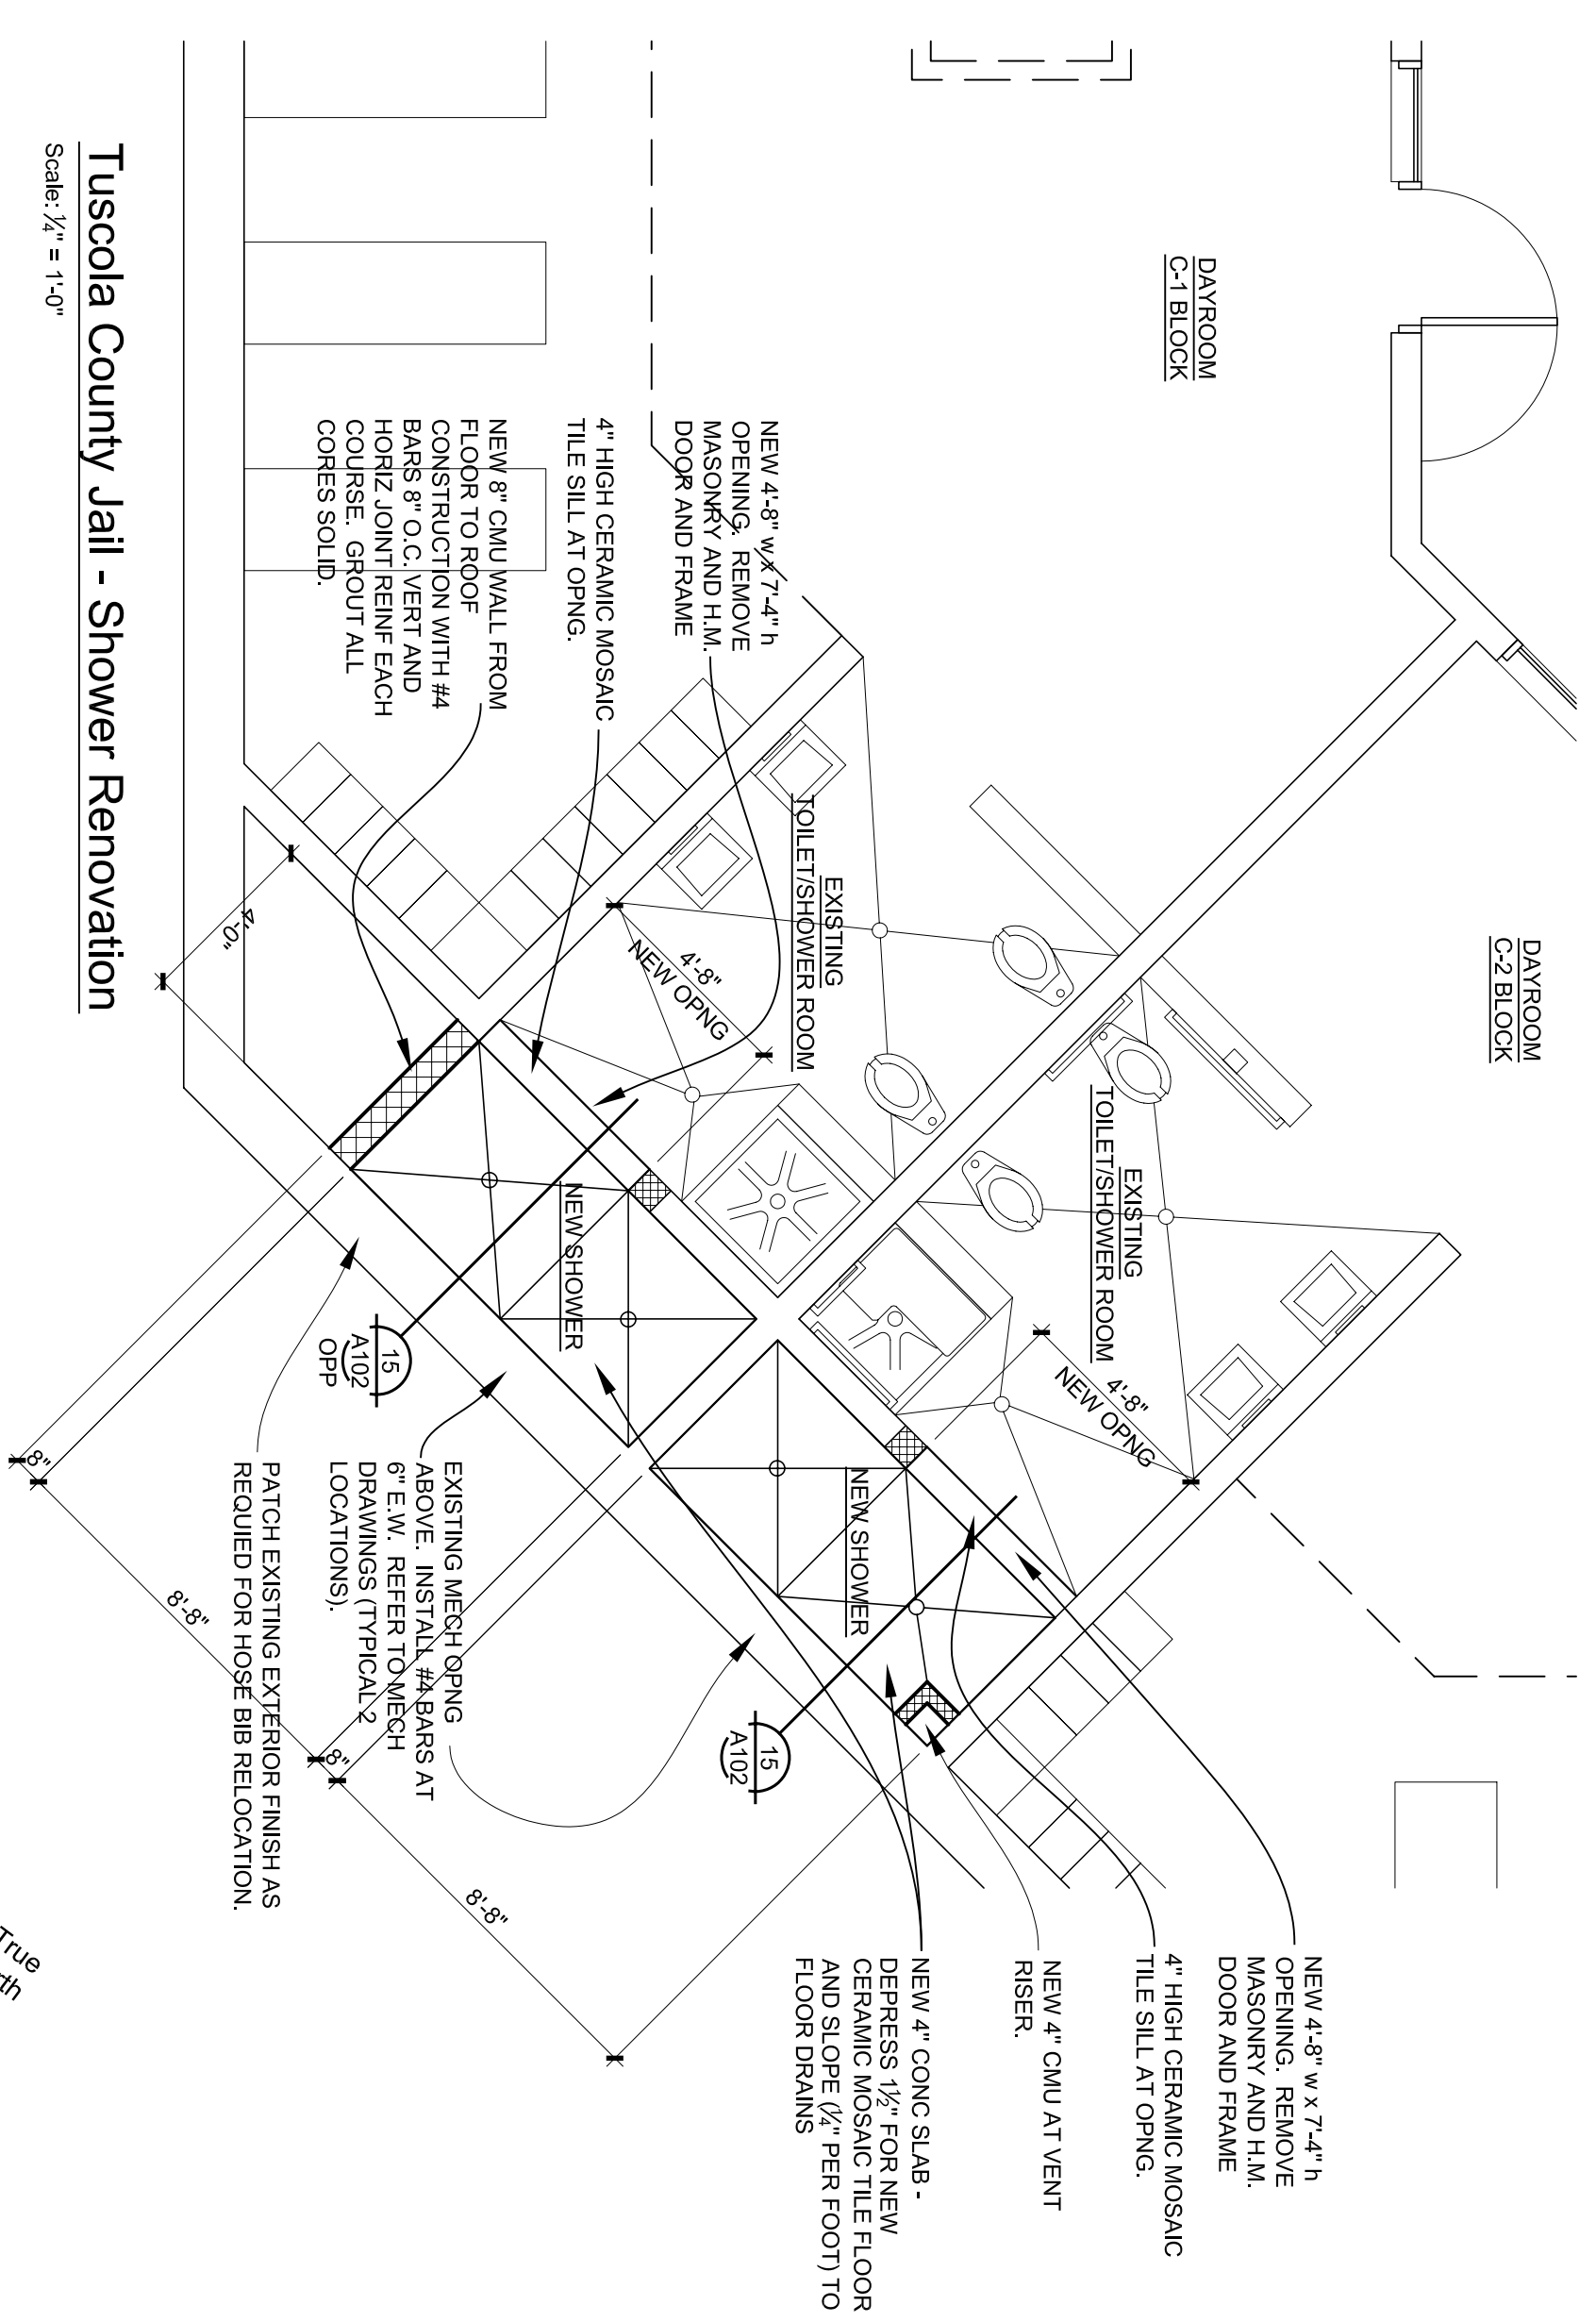 DAYROOM
C-1 BLOCK
DAYROOM
C-2 BLOCK
NEW 4'-8" w x 7'-4" h
OPENING. REMOVE
MASONRY AND H.M.
DOOR AND FRAME
4" HIGH CERAMIC MOSAIC
TILE SILL AT OPNG.
NEW 8" CMU WALL FROM
FLOOR TO ROOF
CONSTRUCTION WITH #4
BARS 8" O.C. VERT AND
HORIZ JOINT REINF EACH
COURSE. GROUT ALL
CORES SOLID.
EXISTING
TOILET/SHOWER ROOM
4'-8"
NEW OPNG
EXISTING
TOILET/SHOWER ROOM
4'-8"
NEW OPNG
4'-0"
NEW SHOWER
NEW SHOWER
15
A102
OPP
15
A102
8"
8'-8"
8"
8'-8"
EXISTING MECH OPNG
ABOVE. INSTALL #4 BARS AT
6" E.W. REFER TO MECH
DRAWINGS (TYPICAL 2
LOCATIONS).
PATCH EXISTING EXTERIOR FINISH AS
REQUIED FOR HOSE BIB RELOCATION.
NEW 4'-8" w x 7'-4" h
OPENING. REMOVE
MASONRY AND H.M.
DOOR AND FRAME
4" HIGH CERAMIC MOSAIC
TILE SILL AT OPNG.
NEW 4" CMU AT VENT
RISER.
NEW 4" CONC SLAB -
DEPRESS 1½" FOR NEW
CERAMIC MOSAIC TILE FLOOR
AND SLOPE (¼" PER FOOT) TO
FLOOR DRAINS
Tuscola County Jail - Shower Renovation
Scale: ¼" = 1'-0"
True